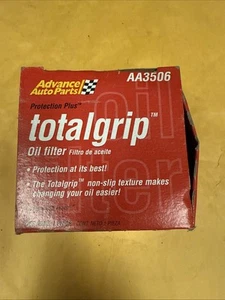 Advance
Auto Parts
AA3506
Protection Plus™
totalgrip™
Oil filter Filtro de aceite
• Protection at its best!
• The Totalgrip™ non-slip texture makes
changing your oil easier!